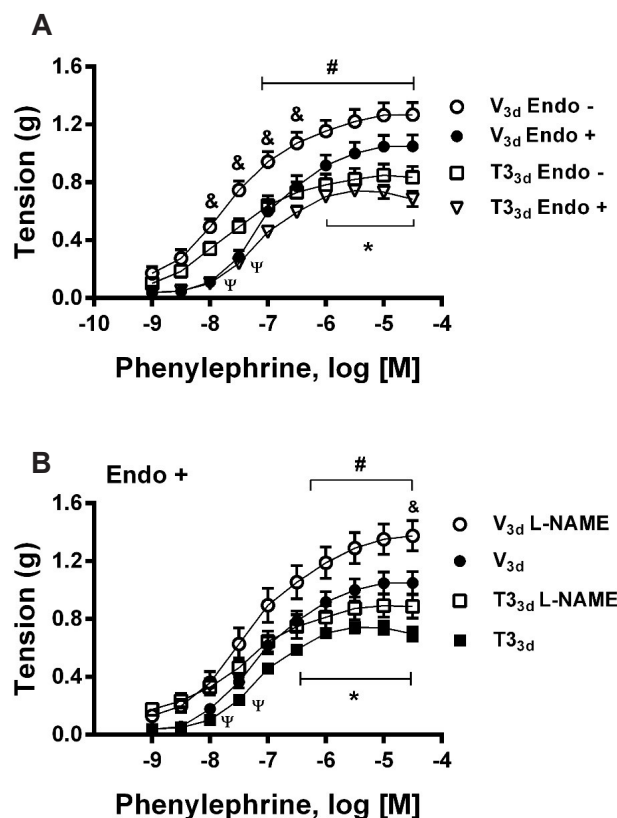 A
#
1.6
1.2
0.8
0.4
0.0
Tension (g)
& & & &
*
Ψ Ψ
V3d Endo -
V3d Endo +
T33d Endo -
T33d Endo +
-10 -9 -8 -7 -6 -5 -4
Phenylephrine, log [M]
B
Endo +
#
&
1.6
1.2
0.8
0.4
0.0
Tension (g)
*
Ψ Ψ
V3d L-NAME
V3d
T33d L-NAME
T33d
-9 -8 -7 -6 -5 -4
Phenylephrine, log [M]